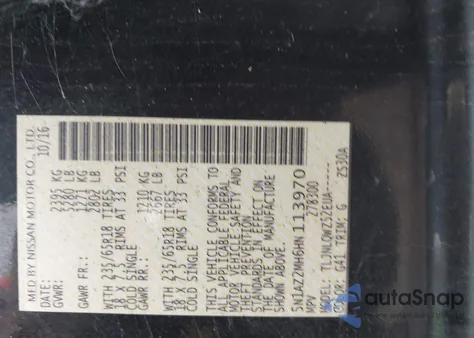 MFD BY NISSAN MOTOR CO., LTD.
DATE: 10/16
GVWR: 2395 KG
5280 LB
GAWR FR.: 1271 KG
2802 LB
WITH 235/65R18 TIRES
18 X 7.5 RIMS AT 33 PSI
COLD SINGLE
GAWR RR.: 1210 KG
2667 LB
WITH 235/65R18 TIRES
18 X 7.5 RIMS AT 33 PSI
COLD SINGLE
THIS VEHICLE CONFORMS TO
ALL APPLICABLE FEDERAL
MOTOR VEHICLE SAFETY AND
THEFT PREVENTION
STANDARDS IN EFFECT ON
THE DATE OF MANUFACTURE
SHOWN ABOVE.
5N1AZ2MH6HN113970
MPV 278300
MODEL:
COLOR: G41 TRIM: G Z530A
autoSnap